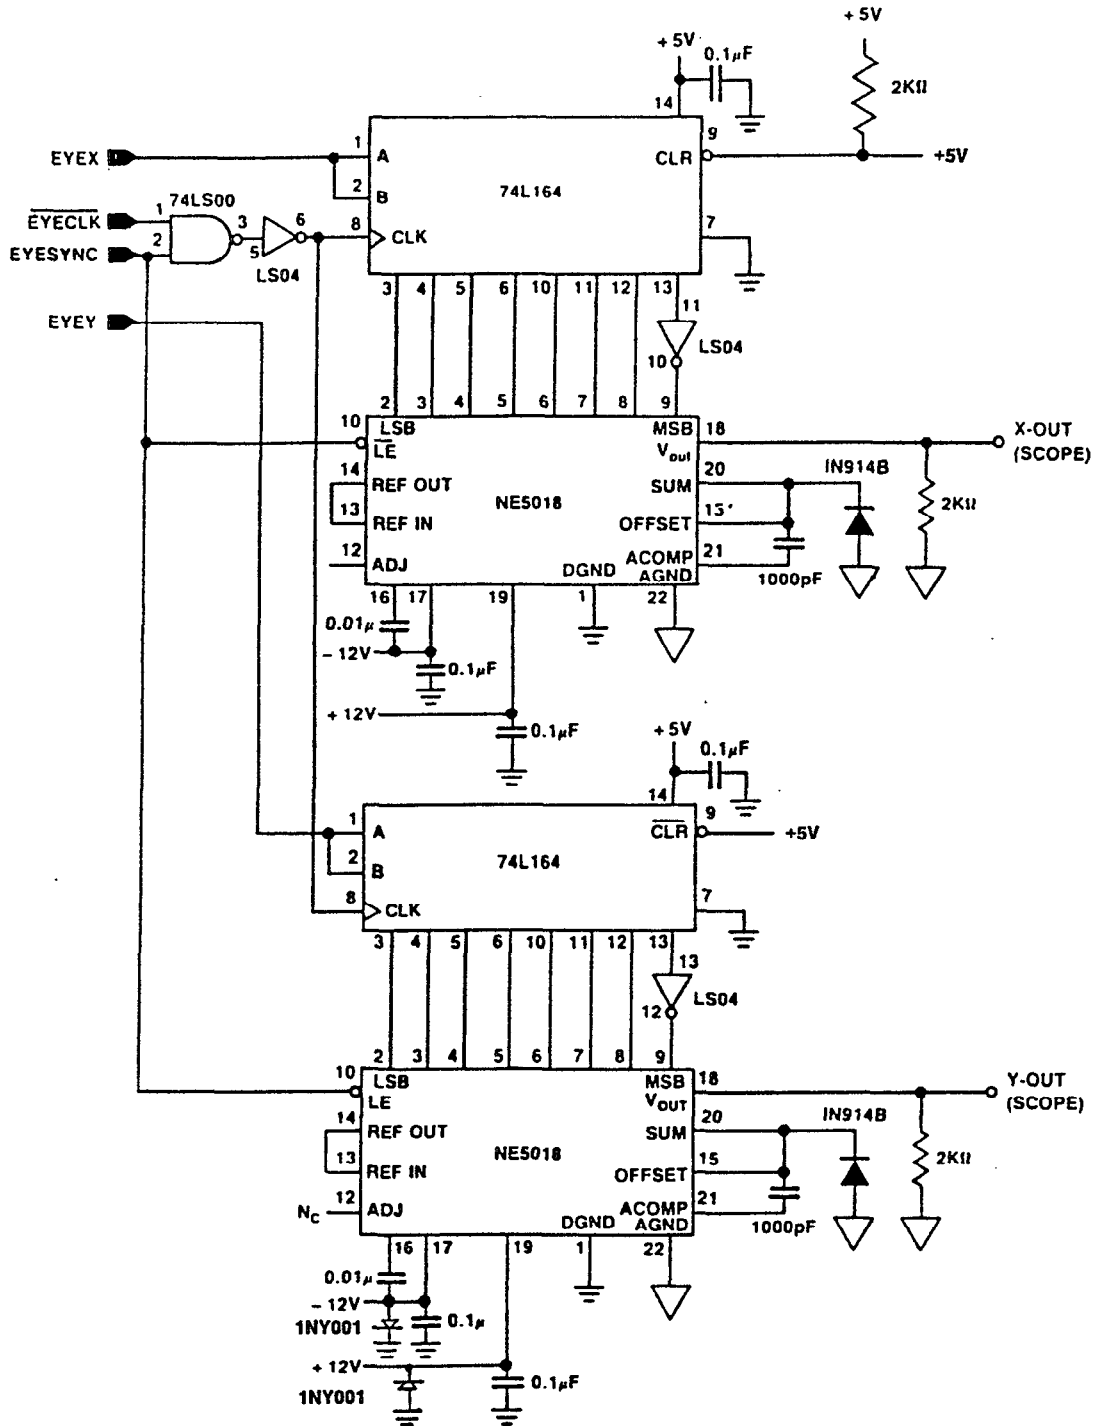 +5V
+5V
0.1µF
2KΩ
14
1
A
9
CLR
+5V
EYEX
2
B
74L164
74LS00
EYECLK
1
3
6
8
CLK
7
EYESYNC
2
5
LS04
3
4
5
6
10
11
12
13
11
EYEY
LS04
10
2
3
4
5
6
7
8
9
10
LSB
MSB
18
X-OUT
(SCOPE)
LE
Vout
14
REF OUT
20
SUM
IN914B
NE5018
13
REF IN
15
OFFSET
2KΩ
12
ADJ
ACOMP
21
DGND
AGND
1000pF
16
17
19
1
22
0.01µ
-12V
0.1µF
+12V
0.1µF
+5V
0.1µF
14
1
A
9
CLR
+5V
2
B
74L164
8
CLK
7
3
4
5
6
10
11
12
13
13
LS04
12
2
3
4
5
6
7
8
9
10
LSB
MSB
18
Y-OUT
(SCOPE)
LE
VOUT
14
REF OUT
20
SUM
IN914B
NE5018
13
REF IN
15
OFFSET
2KΩ
NC
12
ADJ
ACOMP
21
DGND
AGND
1000pF
16
17
19
1
22
0.01µ
-12V
1NY001
0.1µ
+12V
0.1µF
1NY001